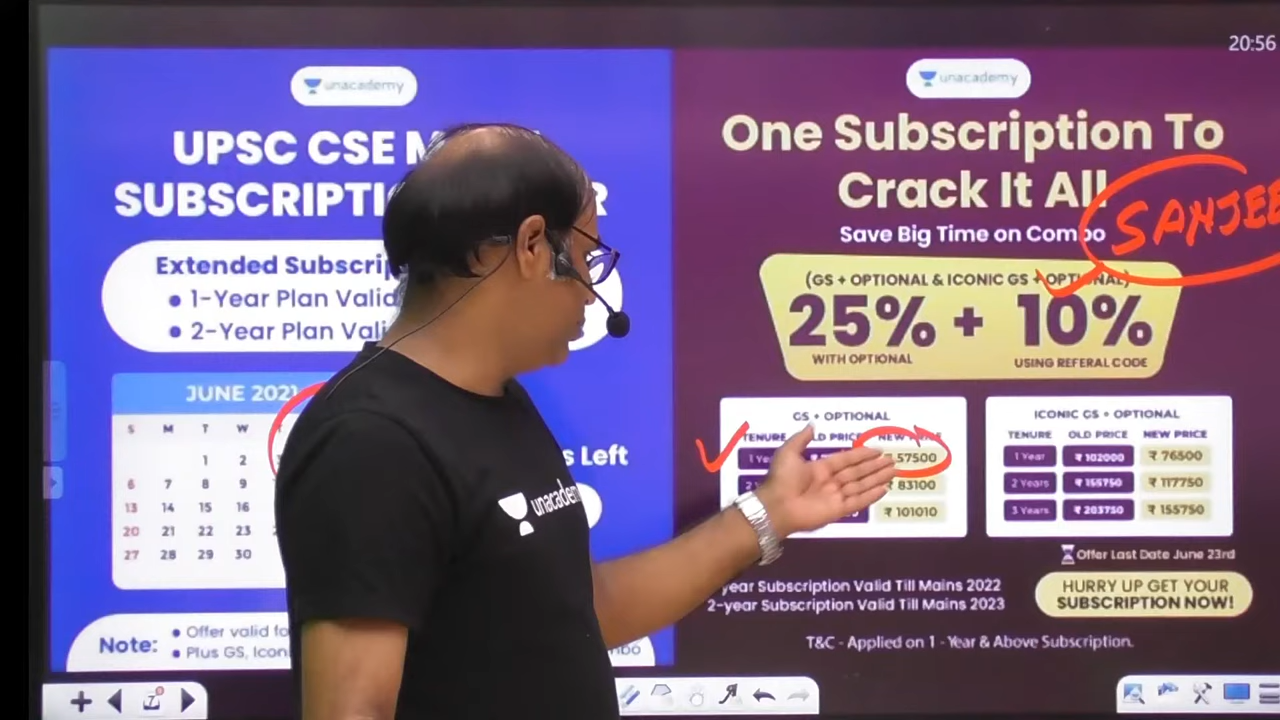 20:56
unacademy
UPSC CSE
SUBSCRIPTI
R
Extended Subscrip
• 1-Year Plan Valid
• 2-Year Plan Vali
JUNE 2021
S M T W
1 2
6 7 8 9
13 14 15 16
20 21 22 23
27 28 29 30
s Left
Note:
• Offer valid fo
• Plus GS, Icon
mbo
unacademy
unacademy
One Subscription To
Crack It All
SANJEE
Save Big Time on Combo
(GS + OPTIONAL & ICONIC GS + OPTIONAL)
25% + 10%
WITH OPTIONAL USING REFERAL CODE
GS + OPTIONAL
TENURE OLD PRICE NEW PRICE
1 Ye ₹ 57500
2 ₹ 83100
₹ 101010
ICONIC GS + OPTIONAL
TENURE OLD PRICE NEW PRICE
1 Year ₹ 102000 ₹ 76500
2 Years ₹ 155750 ₹ 117750
3 Years ₹ 203750 ₹ 155750
Offer Last Date June 23rd
year Subscription Valid Till Mains 2022
2-year Subscription Valid Till Mains 2023
HURRY UP GET YOUR
SUBSCRIPTION NOW!
T&C - Applied on 1 - Year & Above Subscription.